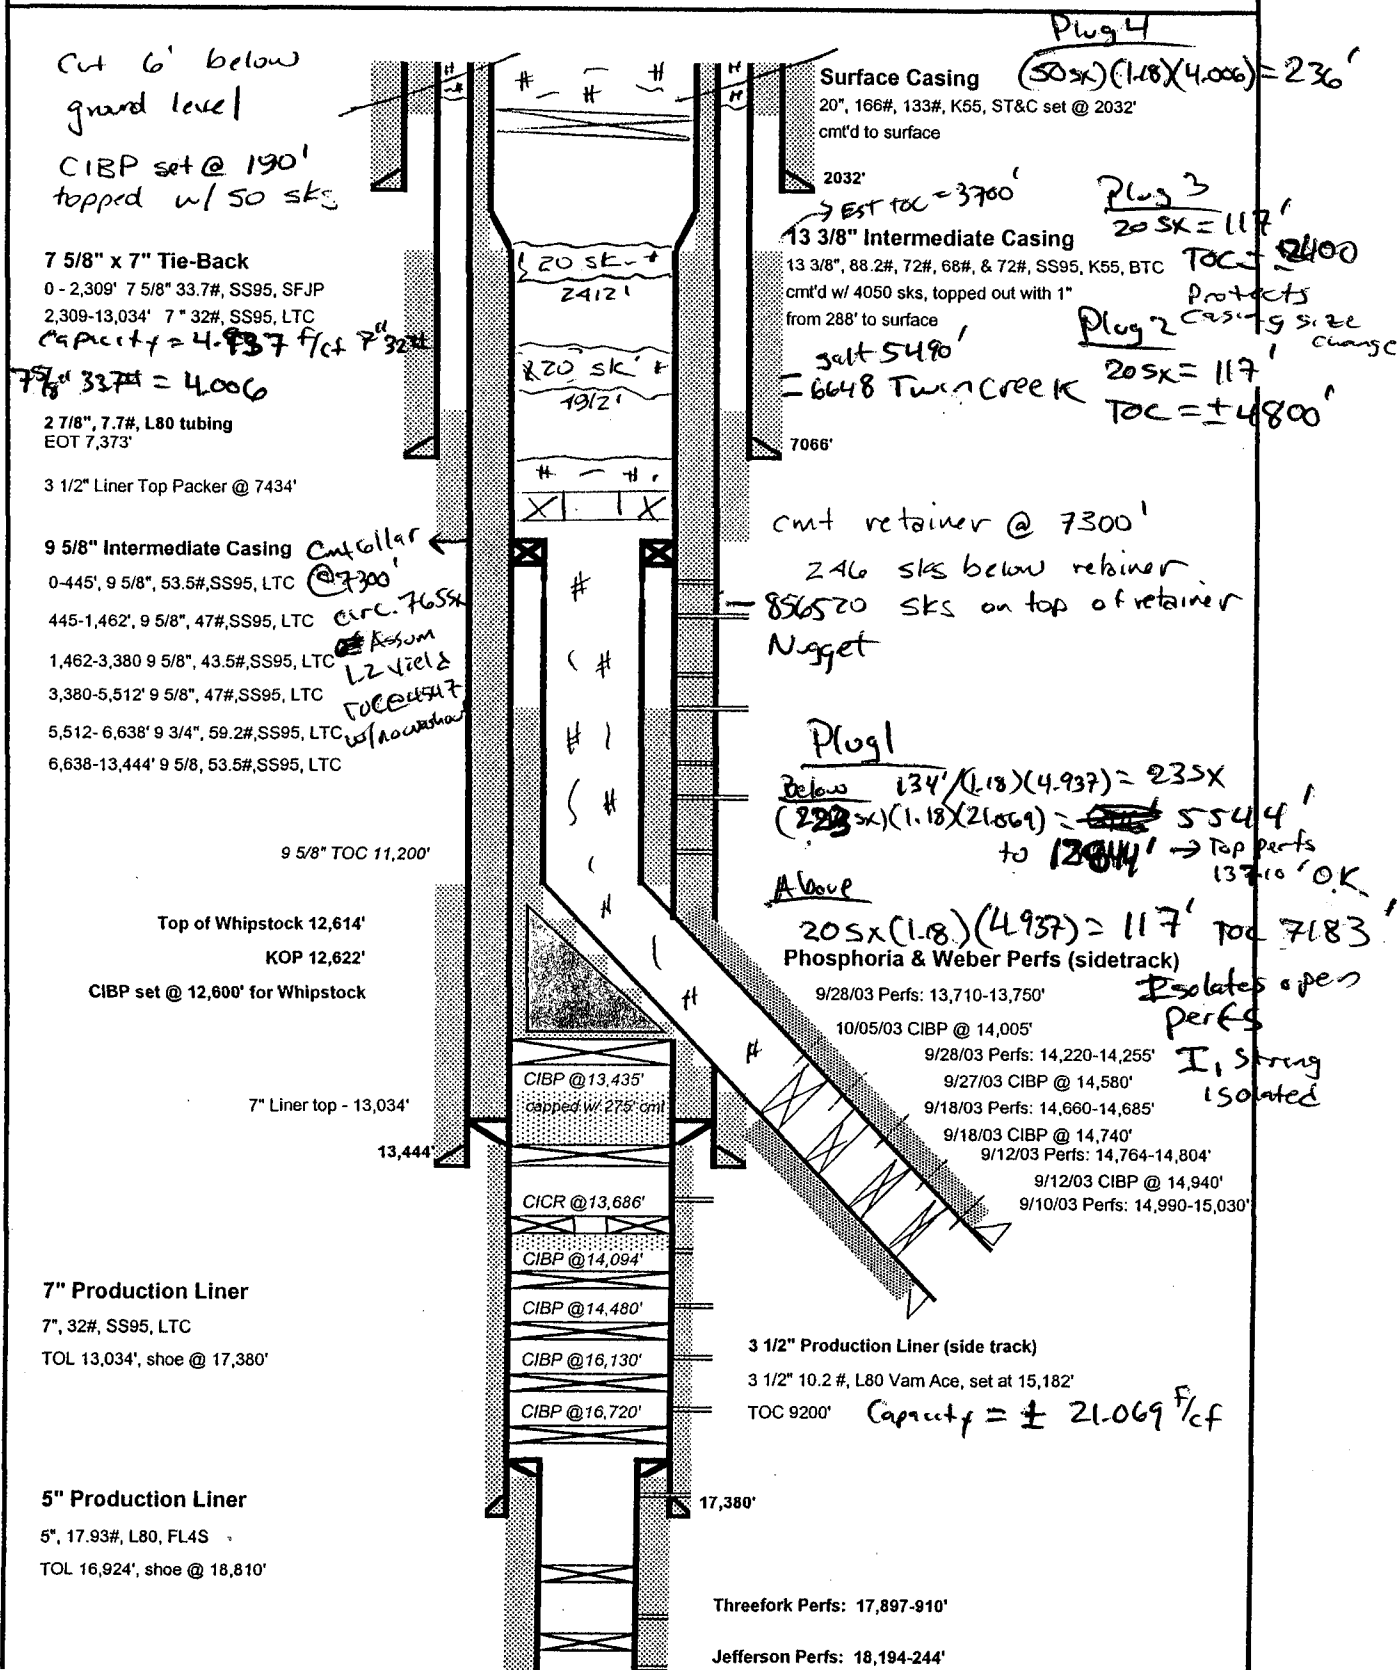 Plug 4
(50sx)(1.18)(4.006) = 236'
Cut 6' below
ground level
CIBP set @ 190'
topped w/ 50 sks
Surface Casing
20", 166#, 133#, K55, ST&C set @ 2032'
cmt'd to surface
2032'
→ Est TOC = 3700'
13 3/8" Intermediate Casing
13 3/8", 88.2#, 72#, 68#, & 72#, SS95, K55, BTC
cmt'd w/ 4050 sks, topped out with 1"
from 288' to surface
salt 5490'
= 6648 Twin Creek
7066'
Plug 3
20 sx = 117'
TOC = 2400
Protects
casing size
change
Plug 2
20 sx = 117'
TOC = ±4800'
7 5/8" x 7" Tie-Back
0 - 2,309' 7 5/8" 33.7#, SS95, SFJP
2,309-13,034' 7 " 32#, SS95, LTC
Capacity = 4.937 f/cf 7" 32#
7 5/8" 33.7# = 4.006
2 7/8", 7.7#, L80 tubing
EOT 7,373'
3 1/2" Liner Top Packer @ 7434'
20 sk
2412'
20 sk
cmt retainer @ 7300'
246 sks below retainer
sks on top of retainer
Nugget
9 5/8" Intermediate Casing
0-445', 9 5/8", 53.5#,SS95, LTC
445-1,462', 9 5/8", 47#,SS95, LTC
1,462-3,380 9 5/8", 43.5#,SS95, LTC
3,380-5,512' 9 5/8", 47#,SS95, LTC
5,512- 6,638' 9 3/4", 59.2#,SS95, LTC
6,638-13,444' 9 5/8, 53.5#,SS95, LTC
Cmt Collar
@7300'
circ. 765sx
Assum
1.2 yield
TOC@4547
w/no washout
Plug 1
Below 134'/(1.18)(4.937) = 23sx
(223sx)(1.18)(21.069) = 5544'
to 12844' → Top perfs
13710' O.K.
Above
20sx(1.18)(4.937) = 117' TOC 7183'
Isolates open
perfs
I, string
isolated
9 5/8" TOC 11,200'
Top of Whipstock 12,614'
KOP 12,622'
CIBP set @ 12,600' for Whipstock
Phosphoria & Weber Perfs (sidetrack)
9/28/03 Perfs: 13,710-13,750'
10/05/03 CIBP @ 14,005'
9/28/03 Perfs: 14,220-14,255'
9/27/03 CIBP @ 14,580'
9/18/03 Perfs: 14,660-14,685'
9/18/03 CIBP @ 14,740'
9/12/03 Perfs: 14,764-14,804'
9/12/03 CIBP @ 14,940'
9/10/03 Perfs: 14,990-15,030'
CIBP @13,435'
capped w/ 275' cmt
7" Liner top - 13,034'
13,444'
CICR @13,686'
CIBP @14,094'
CIBP @14,480'
CIBP @16,130'
CIBP @16,720'
7" Production Liner
7", 32#, SS95, LTC
TOL 13,034', shoe @ 17,380'
3 1/2" Production Liner (side track)
3 1/2" 10.2 #, L80 Vam Ace, set at 15,182'
TOC 9200' Capacity = ± 21.069 f/cf
17,380'
5" Production Liner
5", 17.93#, L80, FL4S
TOL 16,924', shoe @ 18,810'
Threefork Perfs: 17,897-910'
Jefferson Perfs: 18,194-244'